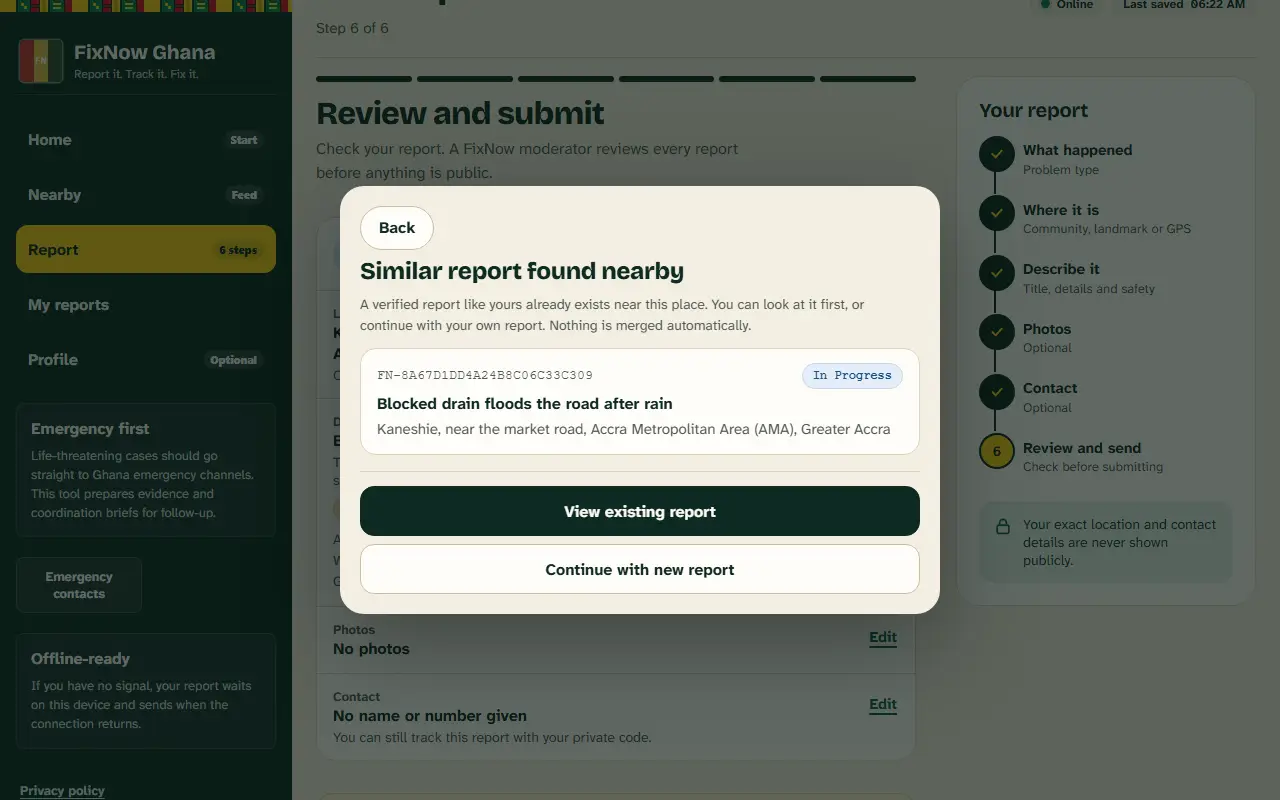 FN
FixNow Ghana
Report it. Track it. Fix it.
Home
Start
Nearby
Feed
Report
6 steps
My reports
Profile
Optional
Emergency first
Life-threatening cases should go
straight to Ghana emergency channels.
This tool prepares evidence and
coordination briefs for follow-up.
Emergency
contacts
Offline-ready
If you have no signal, your report waits
on this device and sends when the
connection returns.
Privacy policy
Step 6 of 6
Online
Last saved 06:22 AM
Review and submit
Check your report. A FixNow moderator reviews every report
before anything is public.
Back
Similar report found nearby
A verified report like yours already exists near this place. You can look at it first, or
continue with your own report. Nothing is merged automatically.
FN-8A67D1DD4A24B8C06C33C309
In Progress
Blocked drain floods the road after rain
Kaneshie, near the market road, Accra Metropolitan Area (AMA), Greater Accra
View existing report
Continue with new report
Photos
No photos
Edit
Contact
No name or number given
You can still track this report with your private code.
Edit
Your report
What happened
Problem type
Where it is
Community, landmark or GPS
Describe it
Title, details and safety
Photos
Optional
Contact
Optional
6
Review and send
Check before submitting
Your exact location and contact
details are never shown
publicly.